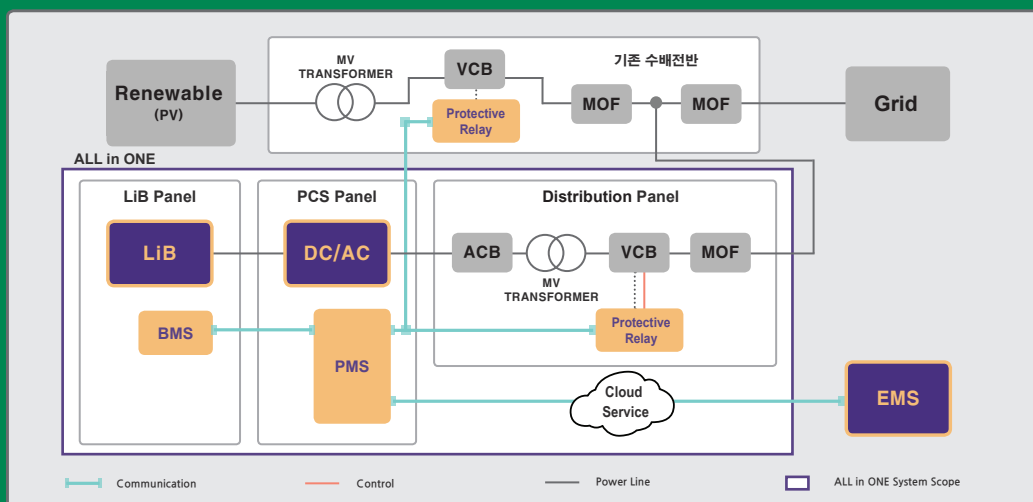 기존 수배전반
MV
TRANSFORMER
VCB
Renewable
(PV)
MOF
MOF
Grid
Protective
Relay
ALL in ONE
LiB Panel
PCS Panel
Distribution Panel
LiB
DC/AC
ACB
VCB
MOF
MV
TRANSFORMER
BMS
PMS
Protective
Relay
Cloud
Service
EMS
Communication
Control
Power Line
ALL in ONE System Scope